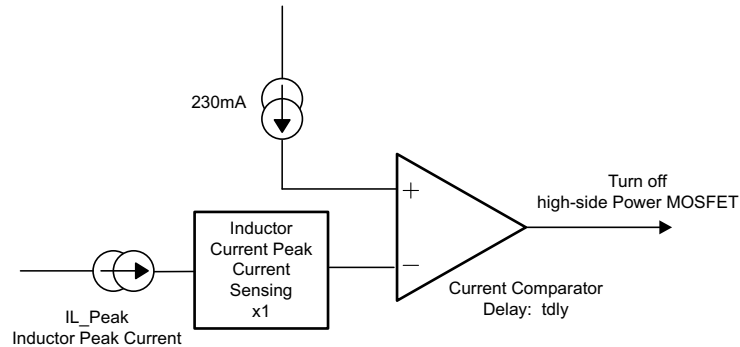 230mA
+
−
Inductor
Current Peak
Current
Sensing
x1
IL_Peak
Inductor Peak Current
Turn off
high-side Power MOSFET
Current Comparator
Delay: tdly